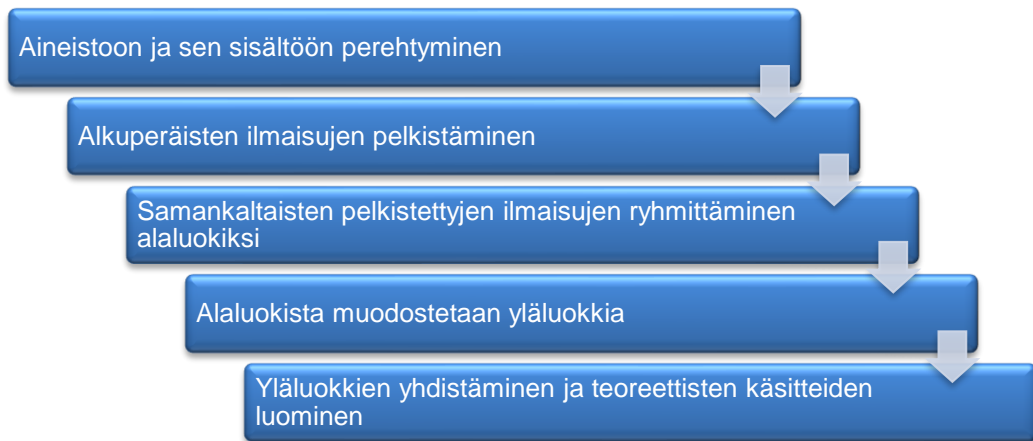 Aineistoon ja sen sisältöön perehtyminen
Alkuperäisten ilmaisujen pelkistäminen
Samankaltaisten pelkistettyjen ilmaisujen ryhmittäminen
alaluokiksi
Alaluokista muodostetaan yläluokkia
Yläluokkien yhdistäminen ja teoreettisten käsitteiden
luominen